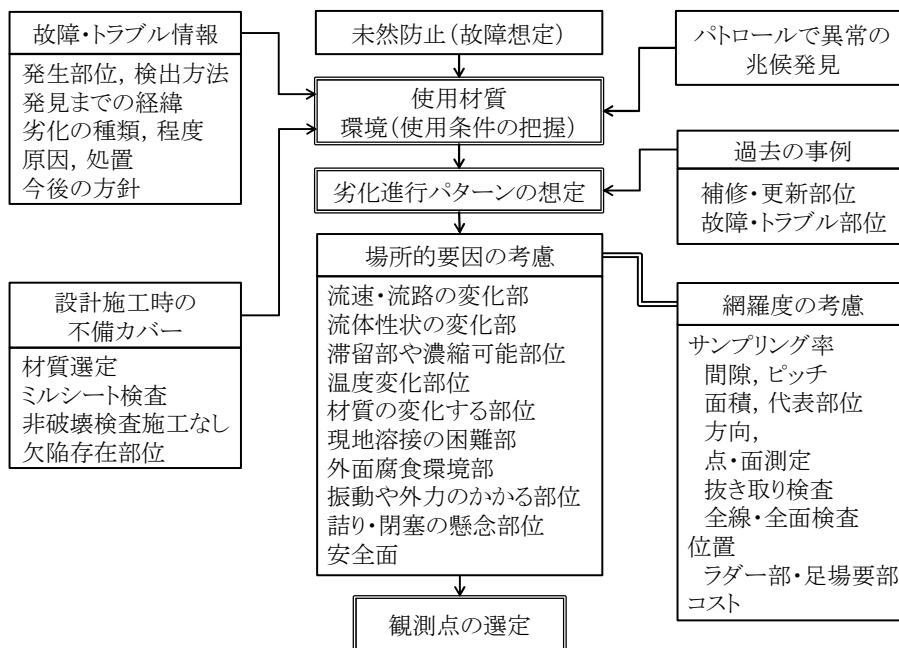 故障・トラブル情報
発生部位, 検出方法
発見までの経緯
劣化の種類, 程度
原因, 処置
今後の方針
未然防止(故障想定)
パトロールで異常の
兆候発見
使用材質
環境(使用条件の把握)
劣化進行パターンの想定
過去の事例
補修・更新部位
故障・トラブル部位
設計施工時の
不備カバー
材質選定
ミルシート検査
非破壊検査施工なし
欠陥存在部位
場所的要因の考慮
流速・流路の変化部
流体性状の変化部
滞留部や濃縮可能部位
温度変化部位
材質の変化する部位
現地溶接の困難部
外面腐食環境部
振動や外力のかかる部位
詰り・閉塞の懸念部位
安全面
網羅度の考慮
サンプリング率
間隙, ピッチ
面積, 代表部位
方向,
点・面測定
抜き取り検査
全線・全面検査
位置
ラダー部・足場要部
コスト
観測点の選定